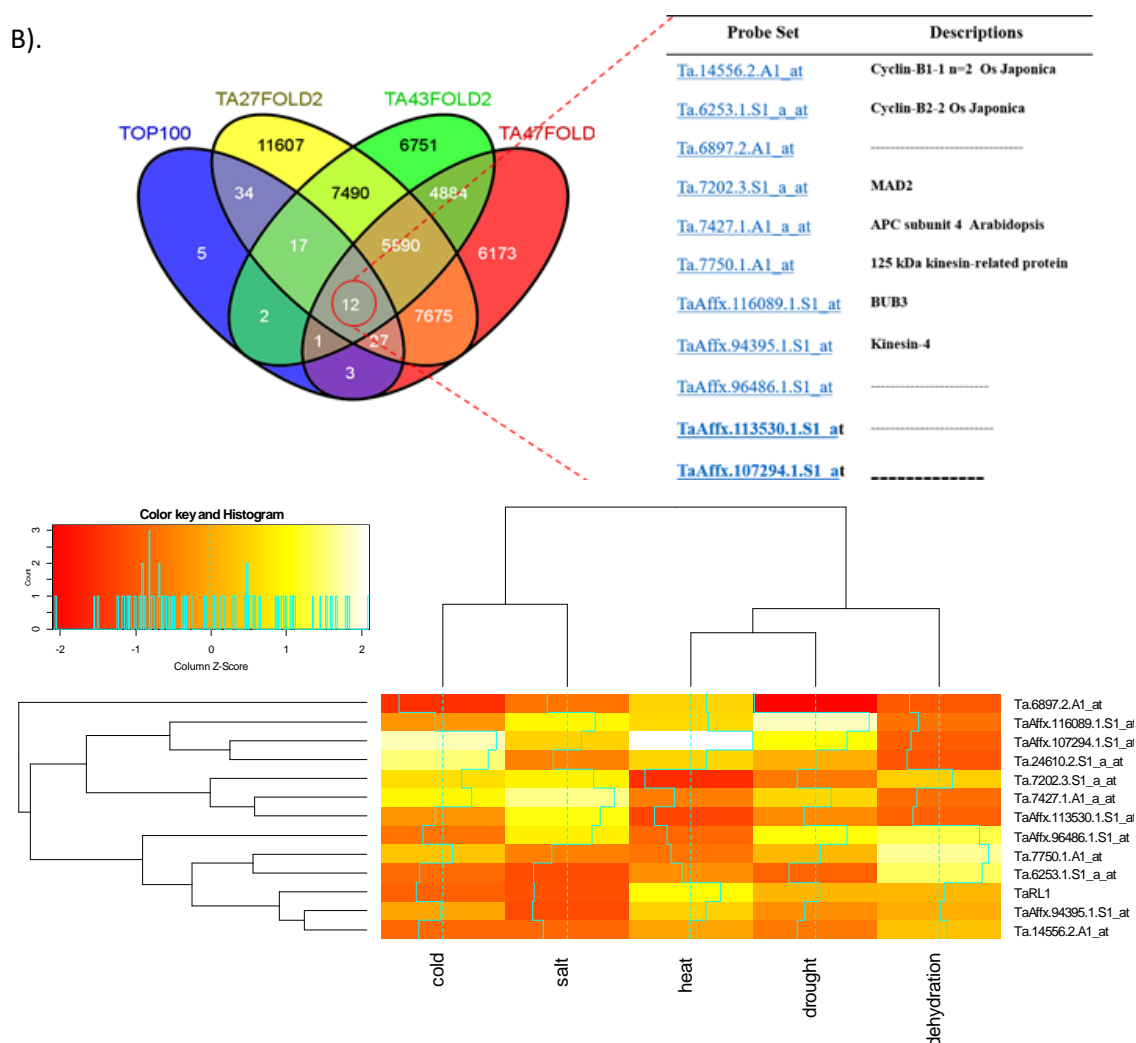 B).
TOP100
TA27FOLD2
TA43FOLD2
TA47FOLD
11607
6751
34
7490
4884
5
17
5590
6173
2
12
7675
1
27
3
Probe Set Descriptions
Ta.14556.2.A1_at Cyclin-B1-1 n=2 Os Japonica
Ta.6253.1.S1_a_at Cyclin-B2-2 Os Japonica
Ta.6897.2.A1_at ------------------------------
Ta.7202.3.S1_a_at MAD2
Ta.7427.1.A1_a_at APC subunit 4 Arabidopsis
Ta.7750.1.A1_at 125 kDa kinesin-related protein
TaAffx.116089.1.S1_at BUB3
TaAffx.94395.1.S1_at Kinesin-4
TaAffx.96486.1.S1_at -----------------------
TaAffx.113530.1.S1_at ------------------------
TaAffx.107294.1.S1_at ------------
Color key and Histogram
Count
0 1 2 3
-2 -1 0 1 2
Column Z-Score
Ta.6897.2.A1_at
TaAffx.116089.1.S1_at
TaAffx.107294.1.S1_at
Ta.24610.2.S1_a_at
Ta.7202.3.S1_a_at
Ta.7427.1.A1_a_at
TaAffx.113530.1.S1_at
TaAffx.96486.1.S1_at
Ta.7750.1.A1_at
Ta.6253.1.S1_a_at
TaRL1
TaAffx.94395.1.S1_at
Ta.14556.2.A1_at
cold
salt
heat
drought
dehydration